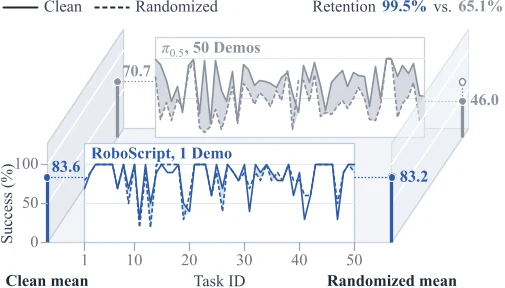 Clean Randomized Retention 99.5% vs. 65.1%
π0.5, 50 Demos
70.7
46.0
RoboScript, 1 Demo
83.6
83.2
Success (%)
100
50
0
1 10 20 30 40 50
Clean mean Task ID Randomized mean